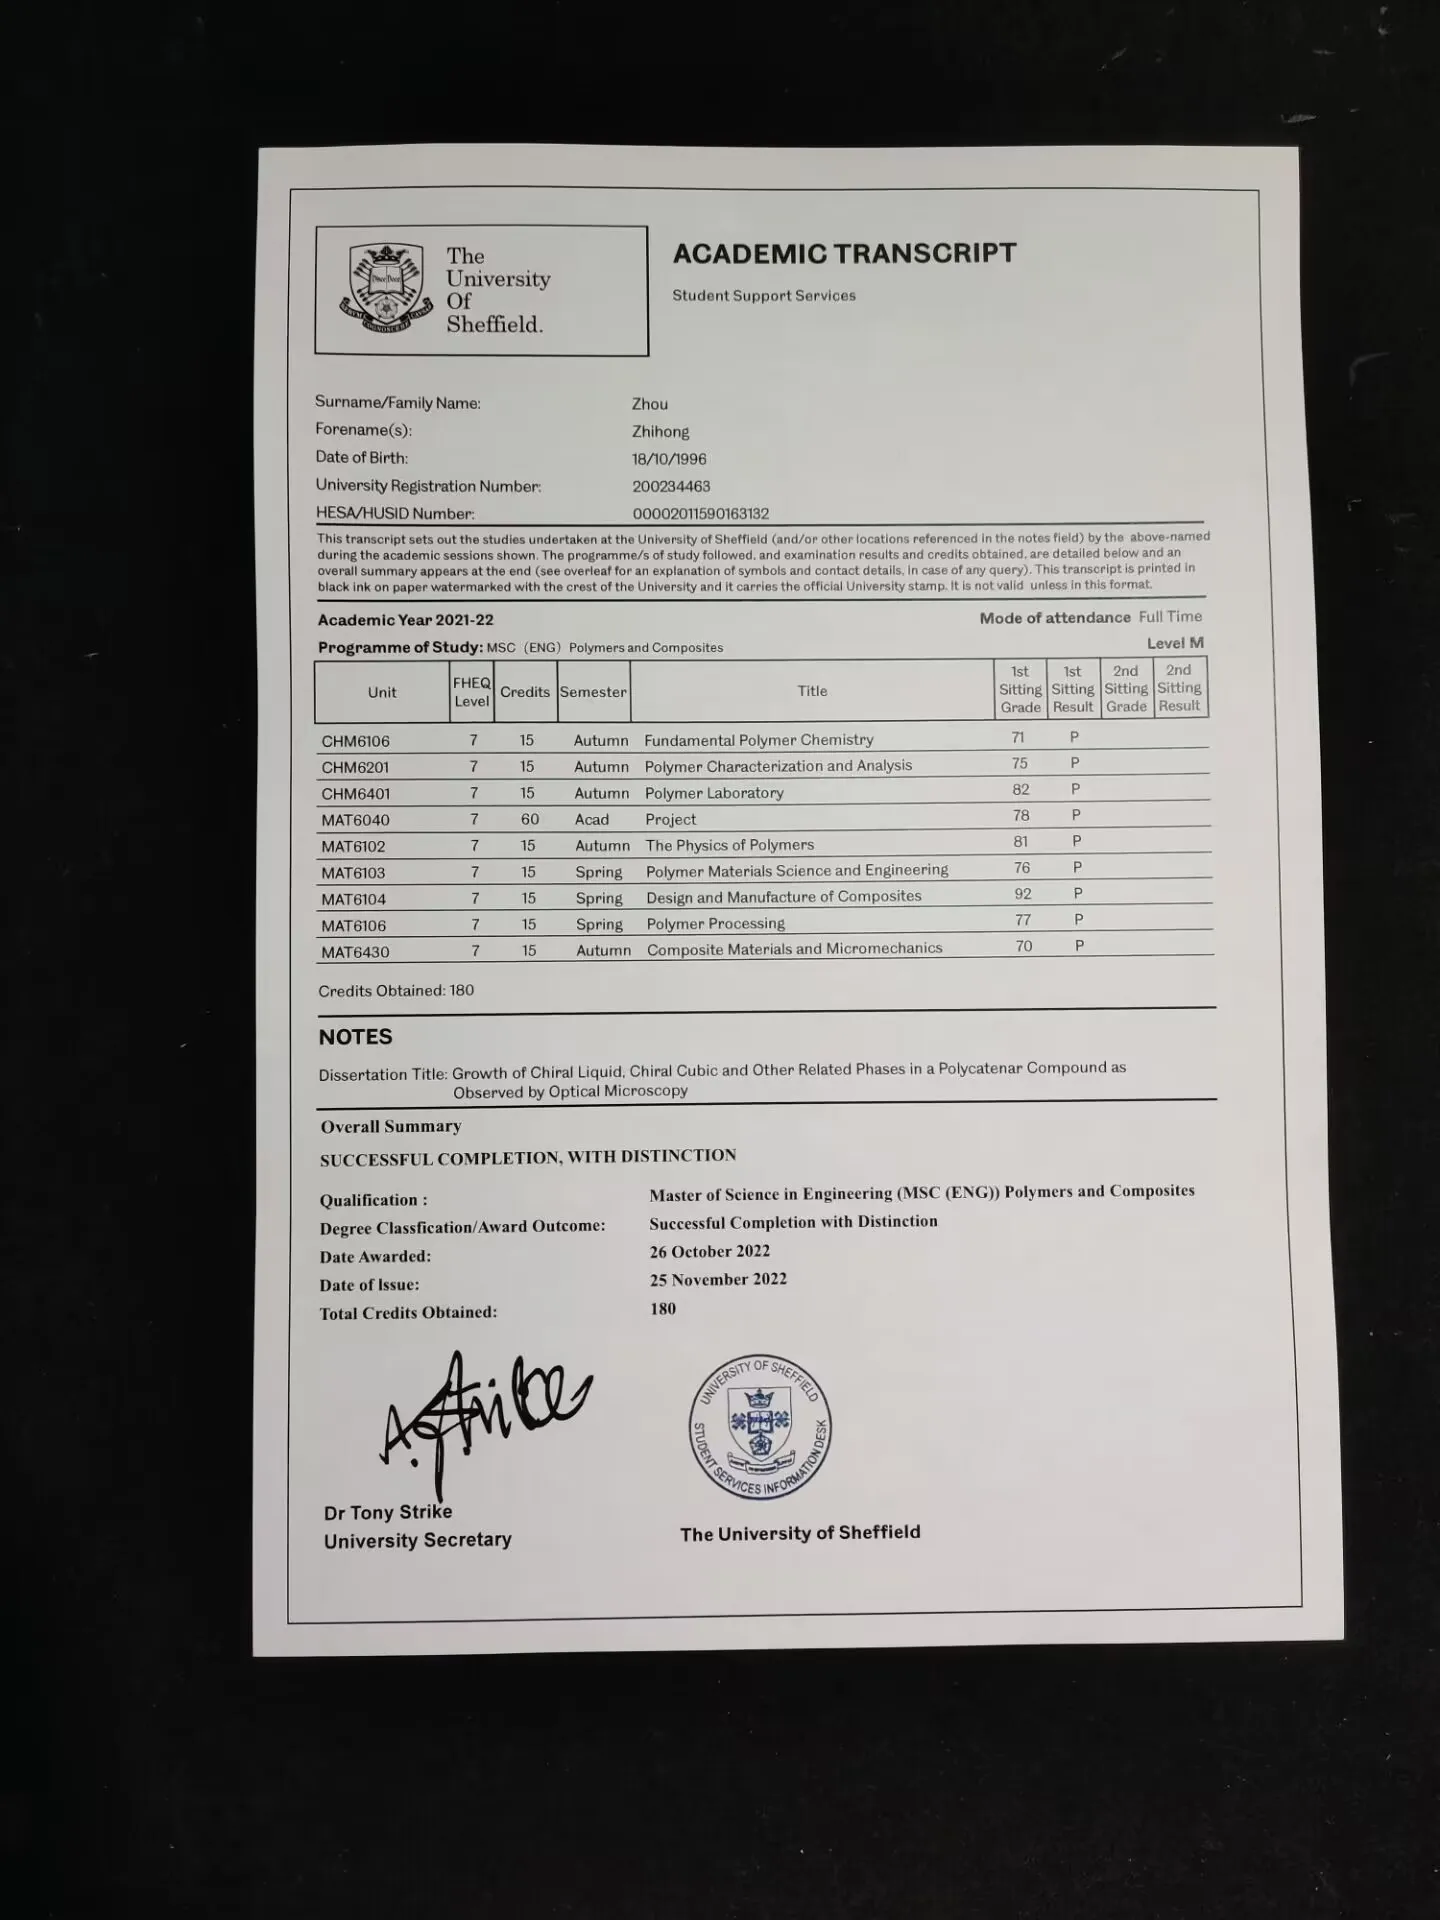 The
University
Of
Sheffield.
ACADEMIC TRANSCRIPT
Student Support Services
Surname/Family Name: Zhou
Forename(s): Zhihong
Date of Birth: 18/10/1996
University Registration Number: 200234463
HESA/HUSID Number: 00002011590163132
This transcript sets out the studies undertaken at the University of Sheffield (and/or other locations referenced in the notes field) by the above-named
during the academic sessions shown. The programme/s of study followed, and examination results and credits obtained, are detailed below and an
overall summary appears at the end (see overleaf for an explanation of symbols and contact details, in case of any query). This transcript is printed in
black ink on paper watermarked with the crest of the University and it carries the official University stamp. It is not valid unless in this format.
Academic Year 2021-22 Mode of attendance Full Time
Programme of Study: MSC (ENG) Polymers and Composites Level M
Unit FHEQ Level Credits Semester Title 1st Sitting Grade 1st Sitting Result 2nd Sitting Grade 2nd Sitting Result
CHM6106 7 15 Autumn Fundamental Polymer Chemistry 71 P
CHM6201 7 15 Autumn Polymer Characterization and Analysis 75 P
CHM6401 7 15 Autumn Polymer Laboratory 82 P
MAT6040 7 60 Acad Project 78 P
MAT6102 7 15 Autumn The Physics of Polymers 81 P
MAT6103 7 15 Spring Polymer Materials Science and Engineering 76 P
MAT6104 7 15 Spring Design and Manufacture of Composites 92 P
MAT6106 7 15 Spring Polymer Processing 77 P
MAT6430 7 15 Autumn Composite Materials and Micromechanics 70 P
Credits Obtained: 180
NOTES
Dissertation Title: Growth of Chiral Liquid, Chiral Cubic and Other Related Phases in a Polycatenar Compound as
Observed by Optical Microscopy
Overall Summary
SUCCESSFUL COMPLETION, WITH DISTINCTION
Qualification : Master of Science in Engineering (MSC (ENG)) Polymers and Composites
Degree Classfication/Award Outcome: Successful Completion with Distinction
Date Awarded: 26 October 2022
Date of Issue: 25 November 2022
Total Credits Obtained: 180
A. Strike
UNIVERSITY OF SHEFFIELD
STUDENT SERVICES INFORMATION DESK
Dr Tony Strike
University Secretary
The University of Sheffield